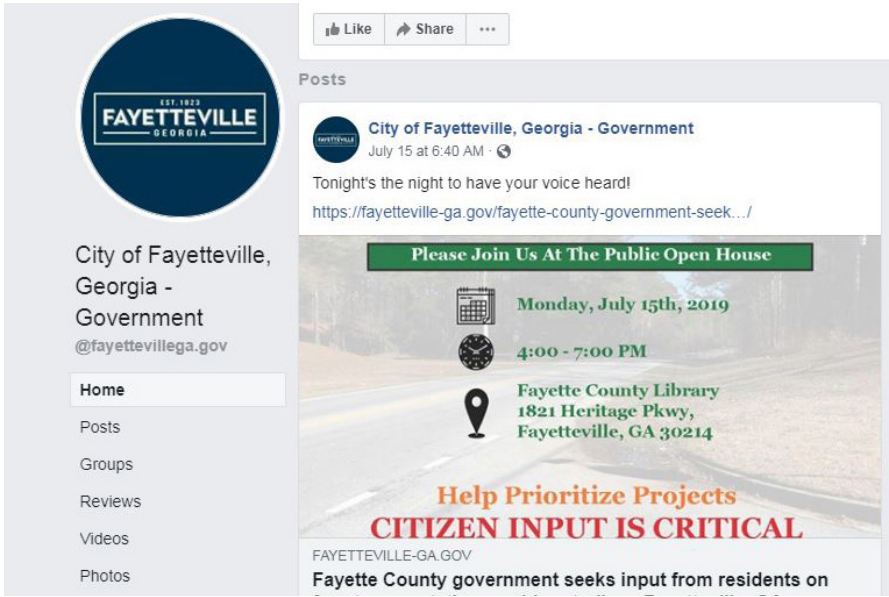 EST. 1823
FAYETTEVILLE
GEORGIA
City of Fayetteville,
Georgia -
Government
@fayettevillega.gov
Home
Posts
Groups
Reviews
Videos
Photos
Like
Share
...
Posts
FAYETTEVILLE
City of Fayetteville, Georgia - Government
July 15 at 6:40 AM ·
Tonight's the night to have your voice heard!
https://fayetteville-ga.gov/fayette-county-government-seek…/
Please Join Us At The Public Open House
Monday, July 15th, 2019
4:00 - 7:00 PM
Fayette County Library
1821 Heritage Pkwy,
Fayetteville, GA 30214
Help Prioritize Projects
CITIZEN INPUT IS CRITICAL
FAYETTEVILLE-GA.GOV
Fayette County government seeks input from residents on